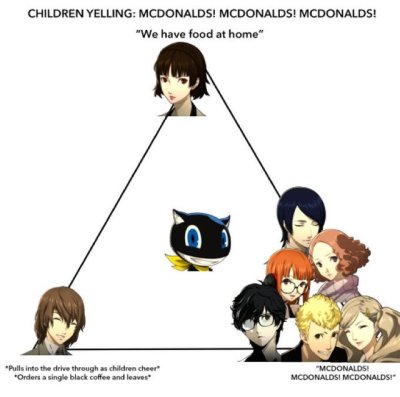 CHILDREN YELLING: MCDONALDS! MCDONALDS! MCDONALDS!
"We have food at home"
*Pulls into the drive through as children cheer*
*Orders a single black coffee and leaves*
"MCDONALDS!
MCDONALDS! MCDONALDS!"